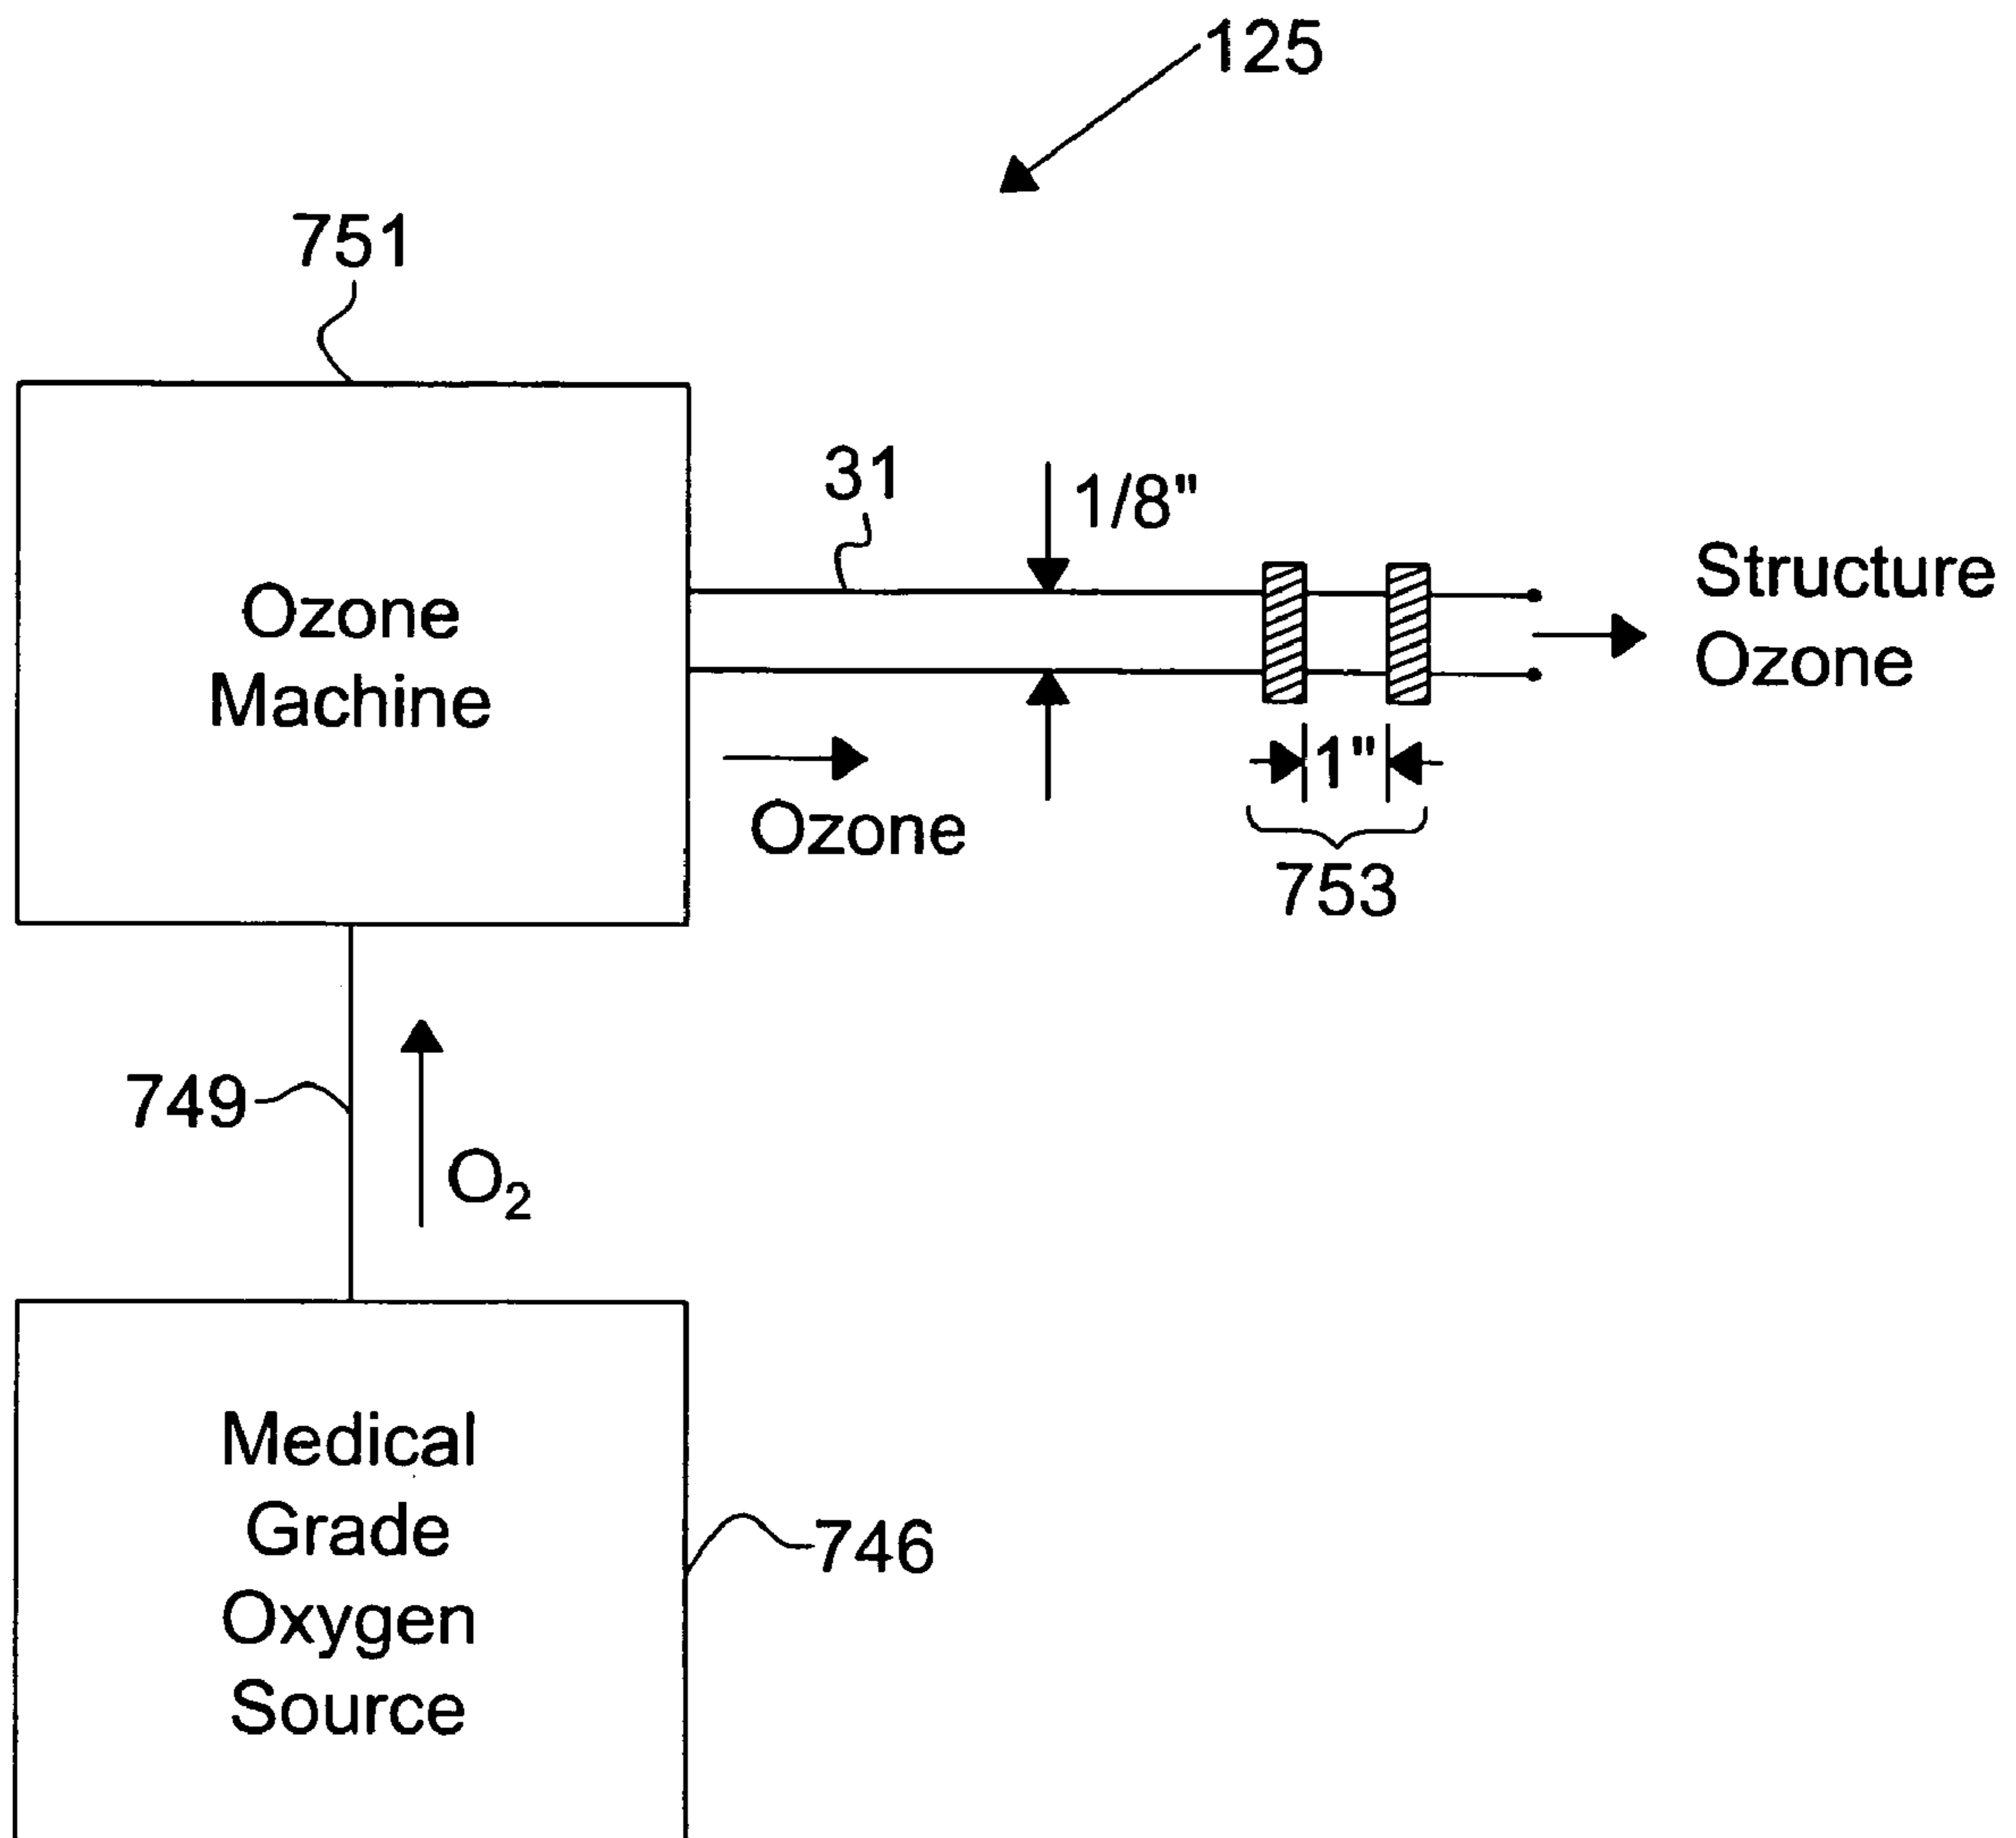 125
751
31
1/8"
Structure
Ozone
Ozone
Machine
1"
Ozone
753
749
O₂
Medical
Grade
Oxygen
Source
746